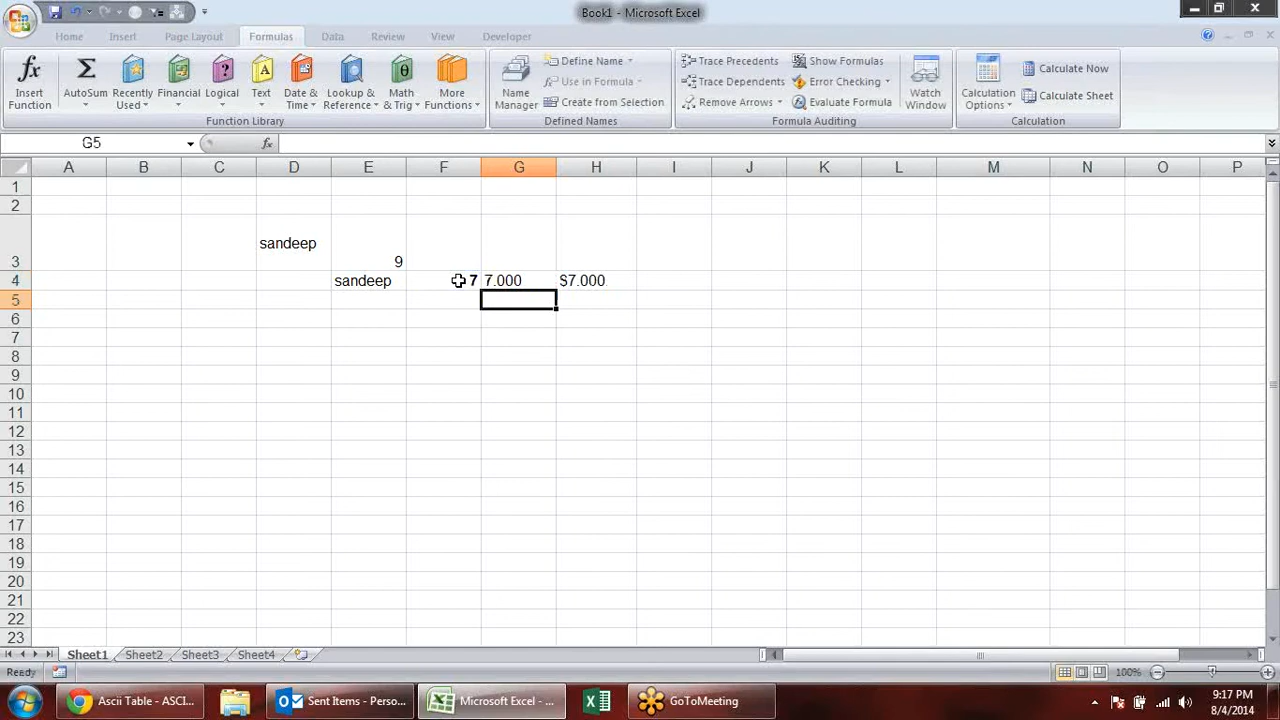 Book1 - Microsoft Excel
Home Insert Page Layout Formulas Data Review View Developer
fx Σ A ? θ
Insert Function
AutoSum
Recently Used
Financial
Logical
Text
Date & Time
Lookup & Reference
Math & Trig
More Functions
Function Library
Name Manager
Define Name
Use in Formula
Create from Selection
Defined Names
Trace Precedents
Trace Dependents
Remove Arrows
Show Formulas
Error Checking
Evaluate Formula
Formula Auditing
Watch Window
Calculation Options
Calculate Now
Calculate Sheet
Calculation
G5 fx
A B C D E F G H I J K L M N O P
1
2
3 sandeep 9
4 sandeep 7 7.000 $7.000
5
6
7
8
9
10
11
12
13
14
15
16
17
18
19
20
21
22
23
Sheet1 Sheet2 Sheet3 Sheet4
Ready 100%
Ascii Table - ASCI... Sent Items - Perso... Microsoft Excel - ... GoToMeeting
9:17 PM
8/4/2014